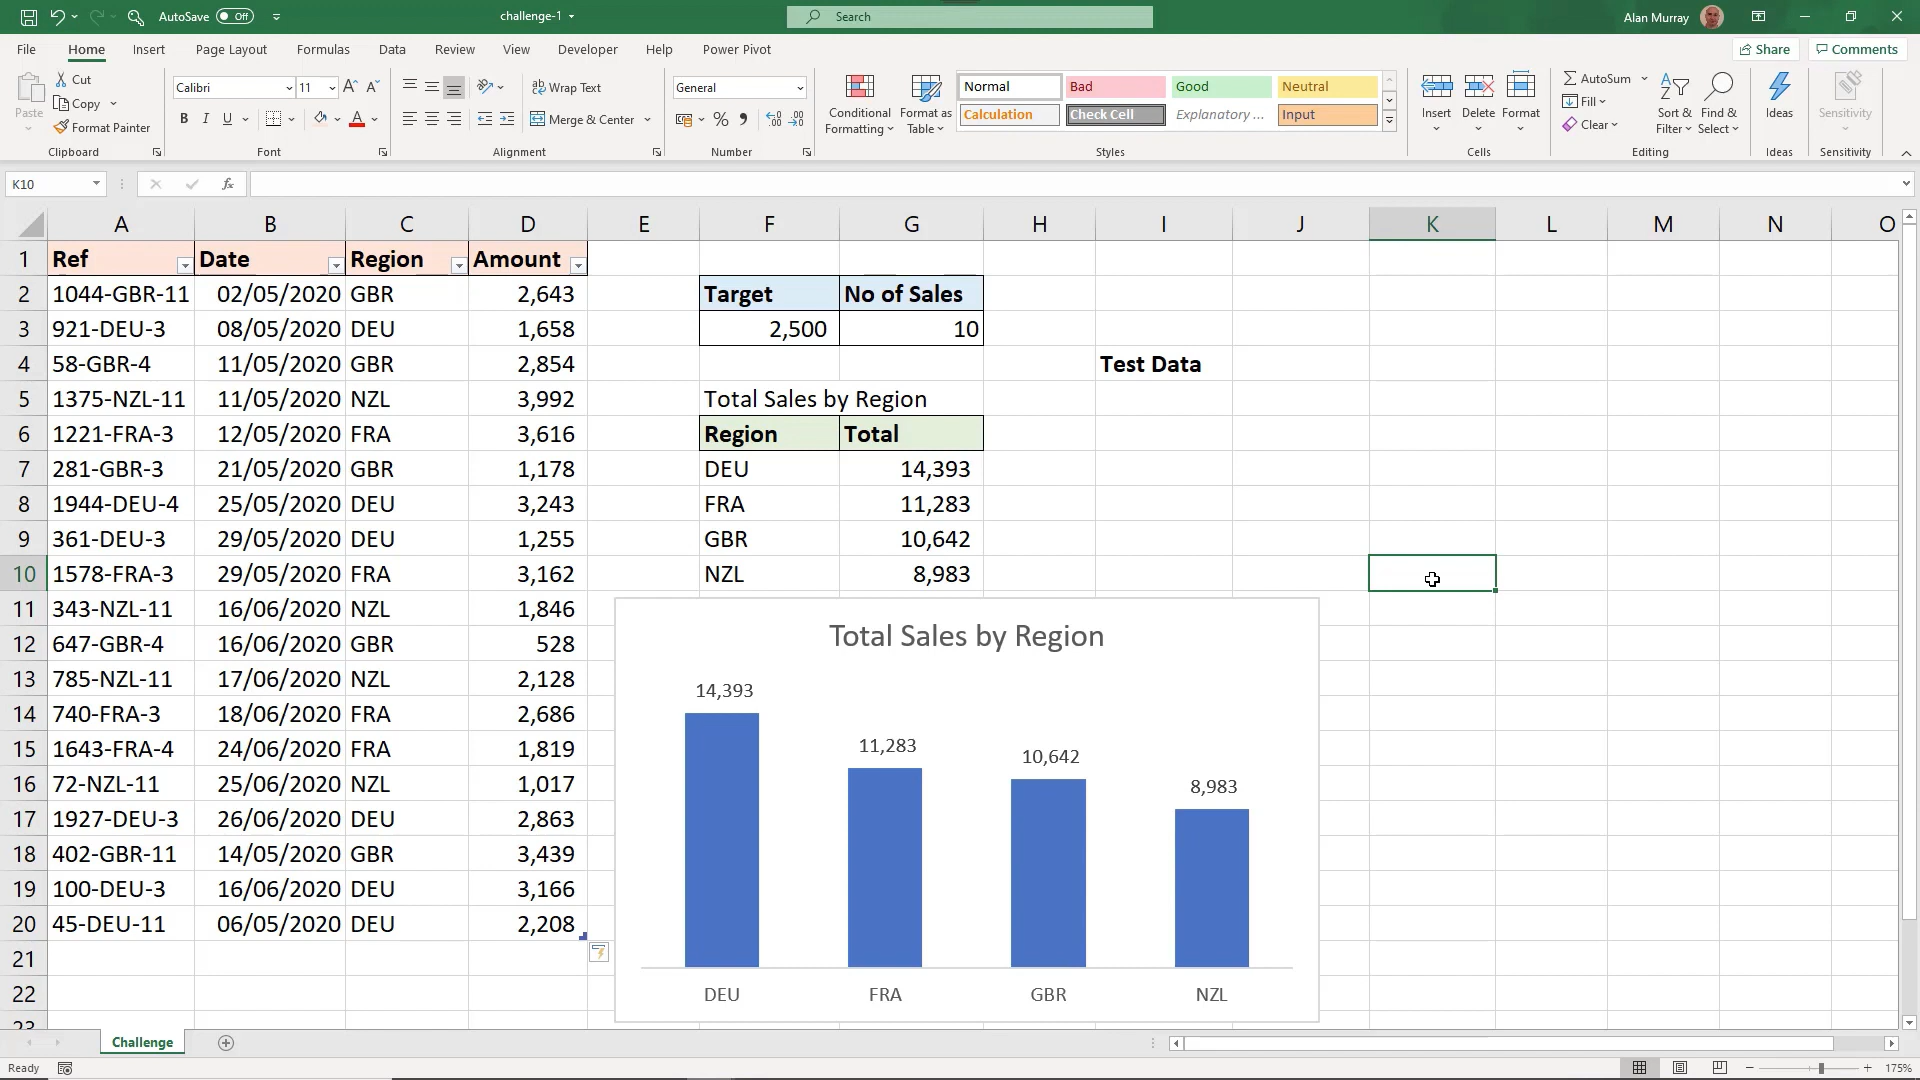 AutoSave Off challenge-1 Search Alan Murray
File Home Insert Page Layout Formulas Data Review View Developer Help Power Pivot Share Comments
Paste Cut Copy Format Painter
Calibri 11
B I U
Wrap Text
Merge & Center
General
Conditional Formatting Format as Table
Normal Bad Good Neutral
Calculation Check Cell Explanatory ... Input
Insert Delete Format
AutoSum Fill Clear
Sort & Filter Find & Select
Ideas Sensitivity
Clipboard Font Alignment Number Styles Cells Editing Ideas Sensitivity
K10 fx
A B C D E F G H I J K L M N O
1 Ref Date Region Amount
2 1044-GBR-11 02/05/2020 GBR 2,643 Target No of Sales
3 921-DEU-3 08/05/2020 DEU 1,658 2,500 10
4 58-GBR-4 11/05/2020 GBR 2,854 Test Data
5 1375-NZL-11 11/05/2020 NZL 3,992 Total Sales by Region
6 1221-FRA-3 12/05/2020 FRA 3,616 Region Total
7 281-GBR-3 21/05/2020 GBR 1,178 DEU 14,393
8 1944-DEU-4 25/05/2020 DEU 3,243 FRA 11,283
9 361-DEU-3 29/05/2020 DEU 1,255 GBR 10,642
10 1578-FRA-3 29/05/2020 FRA 3,162 NZL 8,983
11 343-NZL-11 16/06/2020 NZL 1,846
12 647-GBR-4 16/06/2020 GBR 528
13 785-NZL-11 17/06/2020 NZL 2,128
14 740-FRA-3 18/06/2020 FRA 2,686
15 1643-FRA-4 24/06/2020 FRA 1,819
16 72-NZL-11 25/06/2020 NZL 1,017
17 1927-DEU-3 26/06/2020 DEU 2,863
18 402-GBR-11 14/05/2020 GBR 3,439
19 100-DEU-3 16/06/2020 DEU 3,166
20 45-DEU-11 06/05/2020 DEU 2,208
21
22
23
Total Sales by Region
14,393
11,283
10,642
8,983
DEU FRA GBR NZL
Challenge
Ready 175%